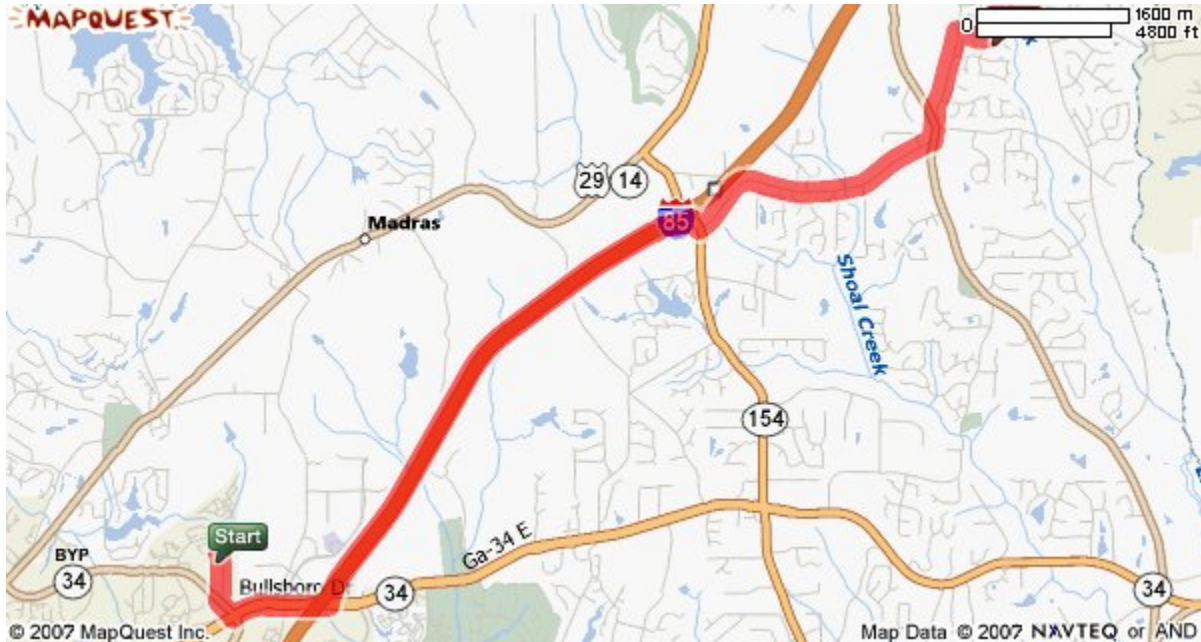 MAPQUEST
0
1600 m
4800 ft
29
14
85
Madras
Shoal Creek
154
Start
BYP
34
Bullsboro Dr
34
Ga-34 E
34
© 2007 MapQuest Inc.
Map Data © 2007 NAVTEQ or AND